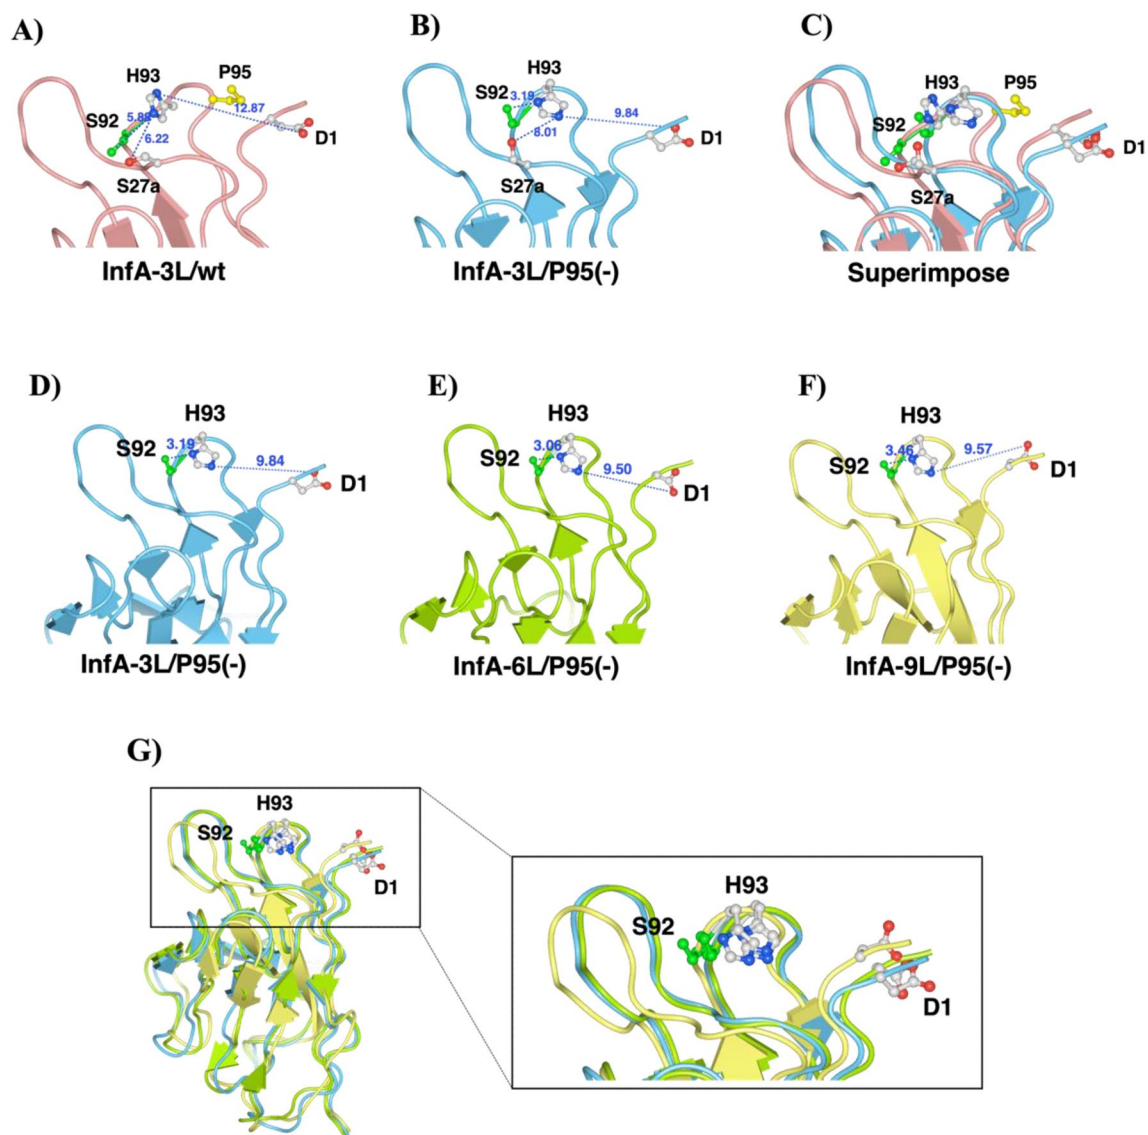 A)
H93
P95
12.87
S92
5.88
6.22
D1
S27a
InfA-3L/wt
B)
H93
S92
3.19
9.84
8.01
D1
S27a
InfA-3L/P95(-)
C)
H93
P95
S92
D1
S27a
Superimpose
D)
H93
S92
3.19
9.84
D1
InfA-3L/P95(-)
E)
H93
S92
3.06
9.50
D1
InfA-6L/P95(-)
F)
H93
S92
3.46
9.57
D1
InfA-9L/P95(-)
G)
H93
S92
D1
H93
S92
D1